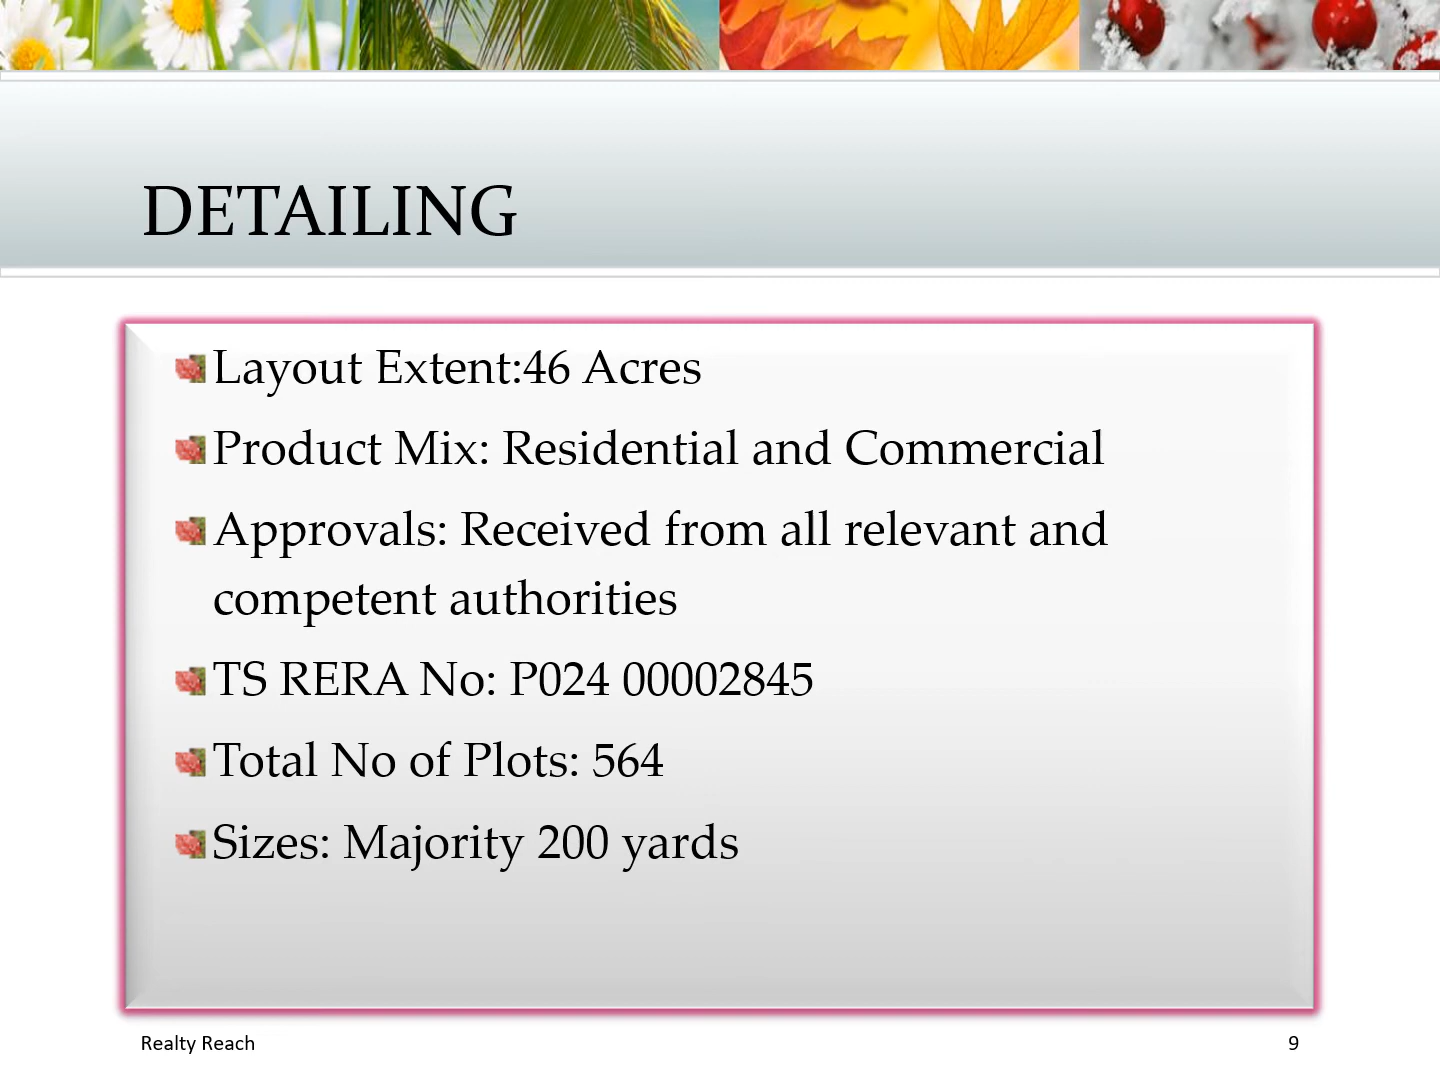 DETAILING
Layout Extent:46 Acres
Product Mix: Residential and Commercial
Approvals: Received from all relevant and
competent authorities
TS RERA No: P024 00002845
Total No of Plots: 564
Sizes: Majority 200 yards
Realty Reach
9